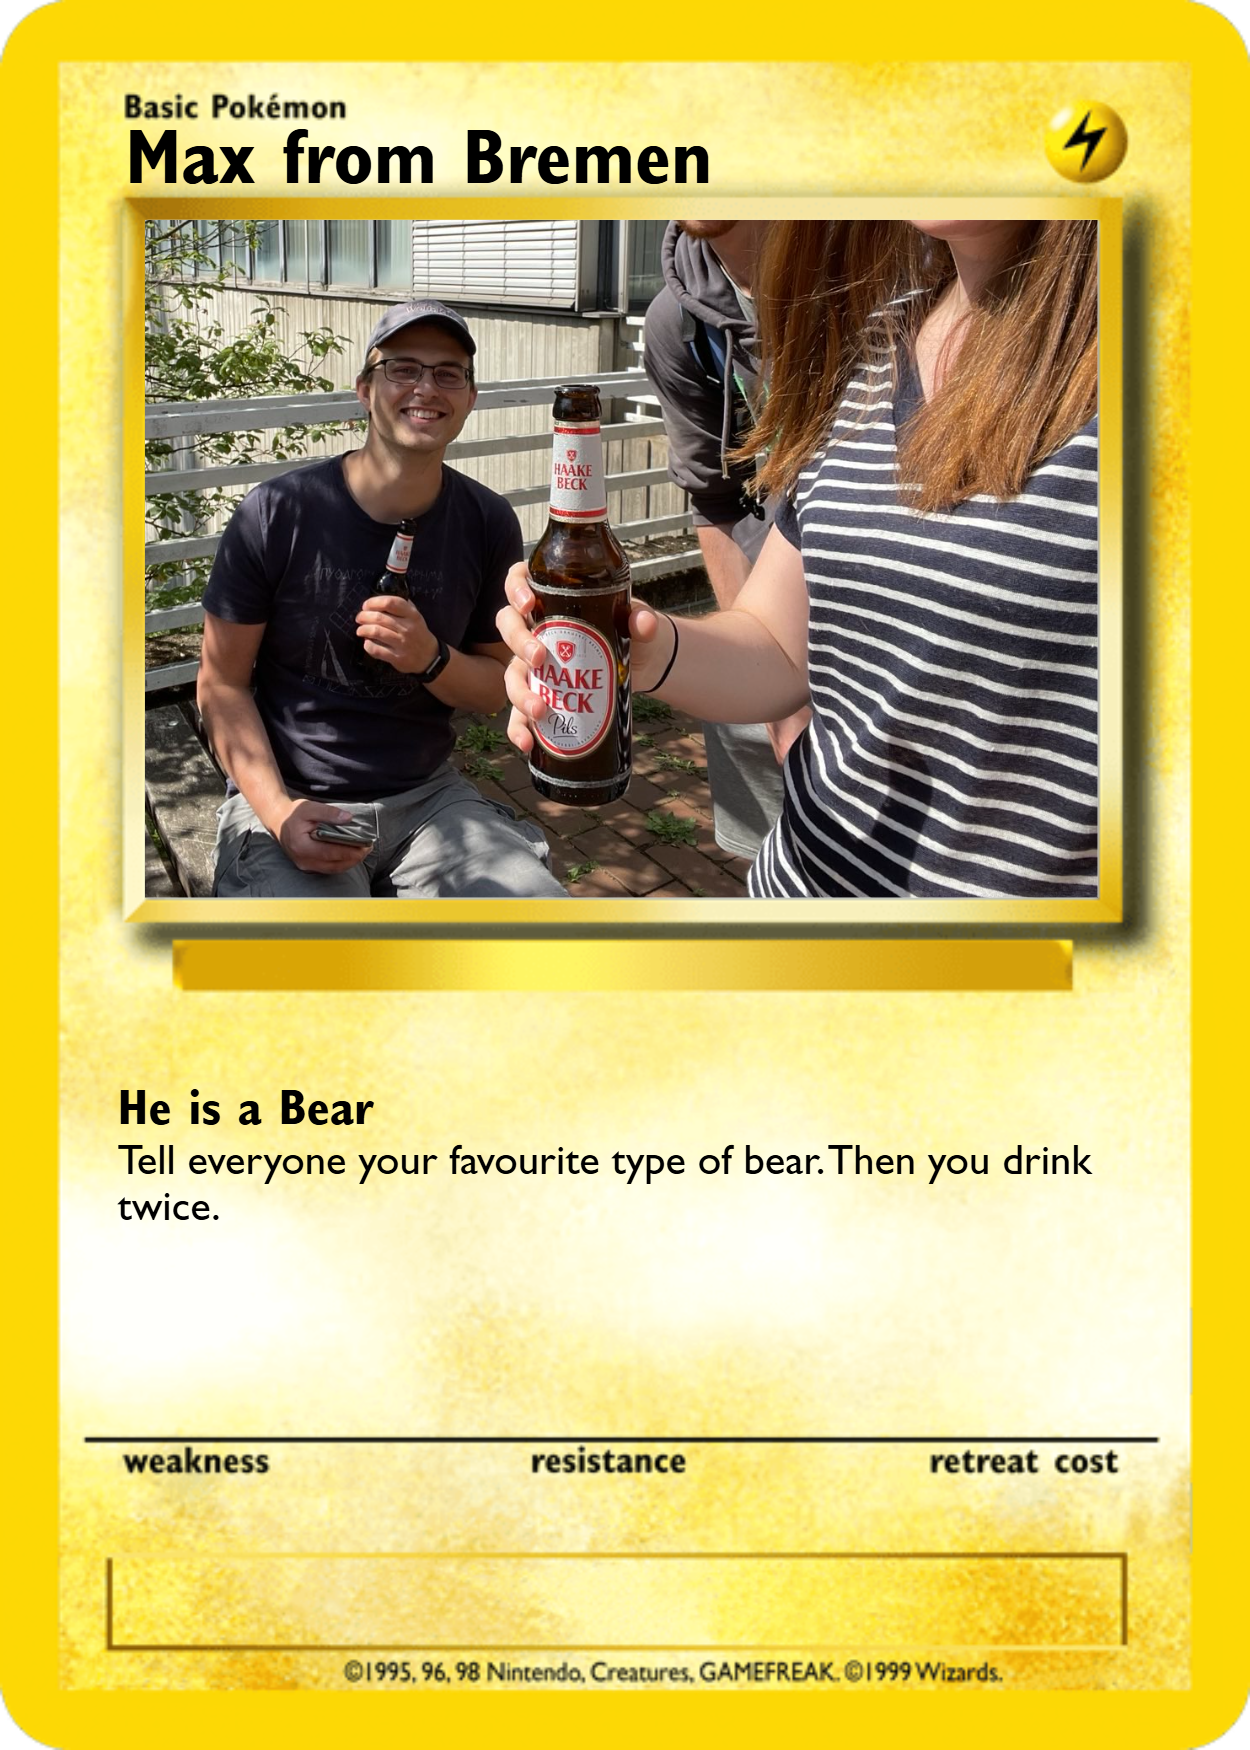 Basic Pokémon
Max from Bremen
HAAKE
BECK
HAAKE
BECK
Pils
He is a Bear
Tell everyone your favourite type of bear. Then you drink
twice.
weakness resistance retreat cost
©1995, 96, 98 Nintendo, Creatures, GAMEFREAK. ©1999 Wizards.